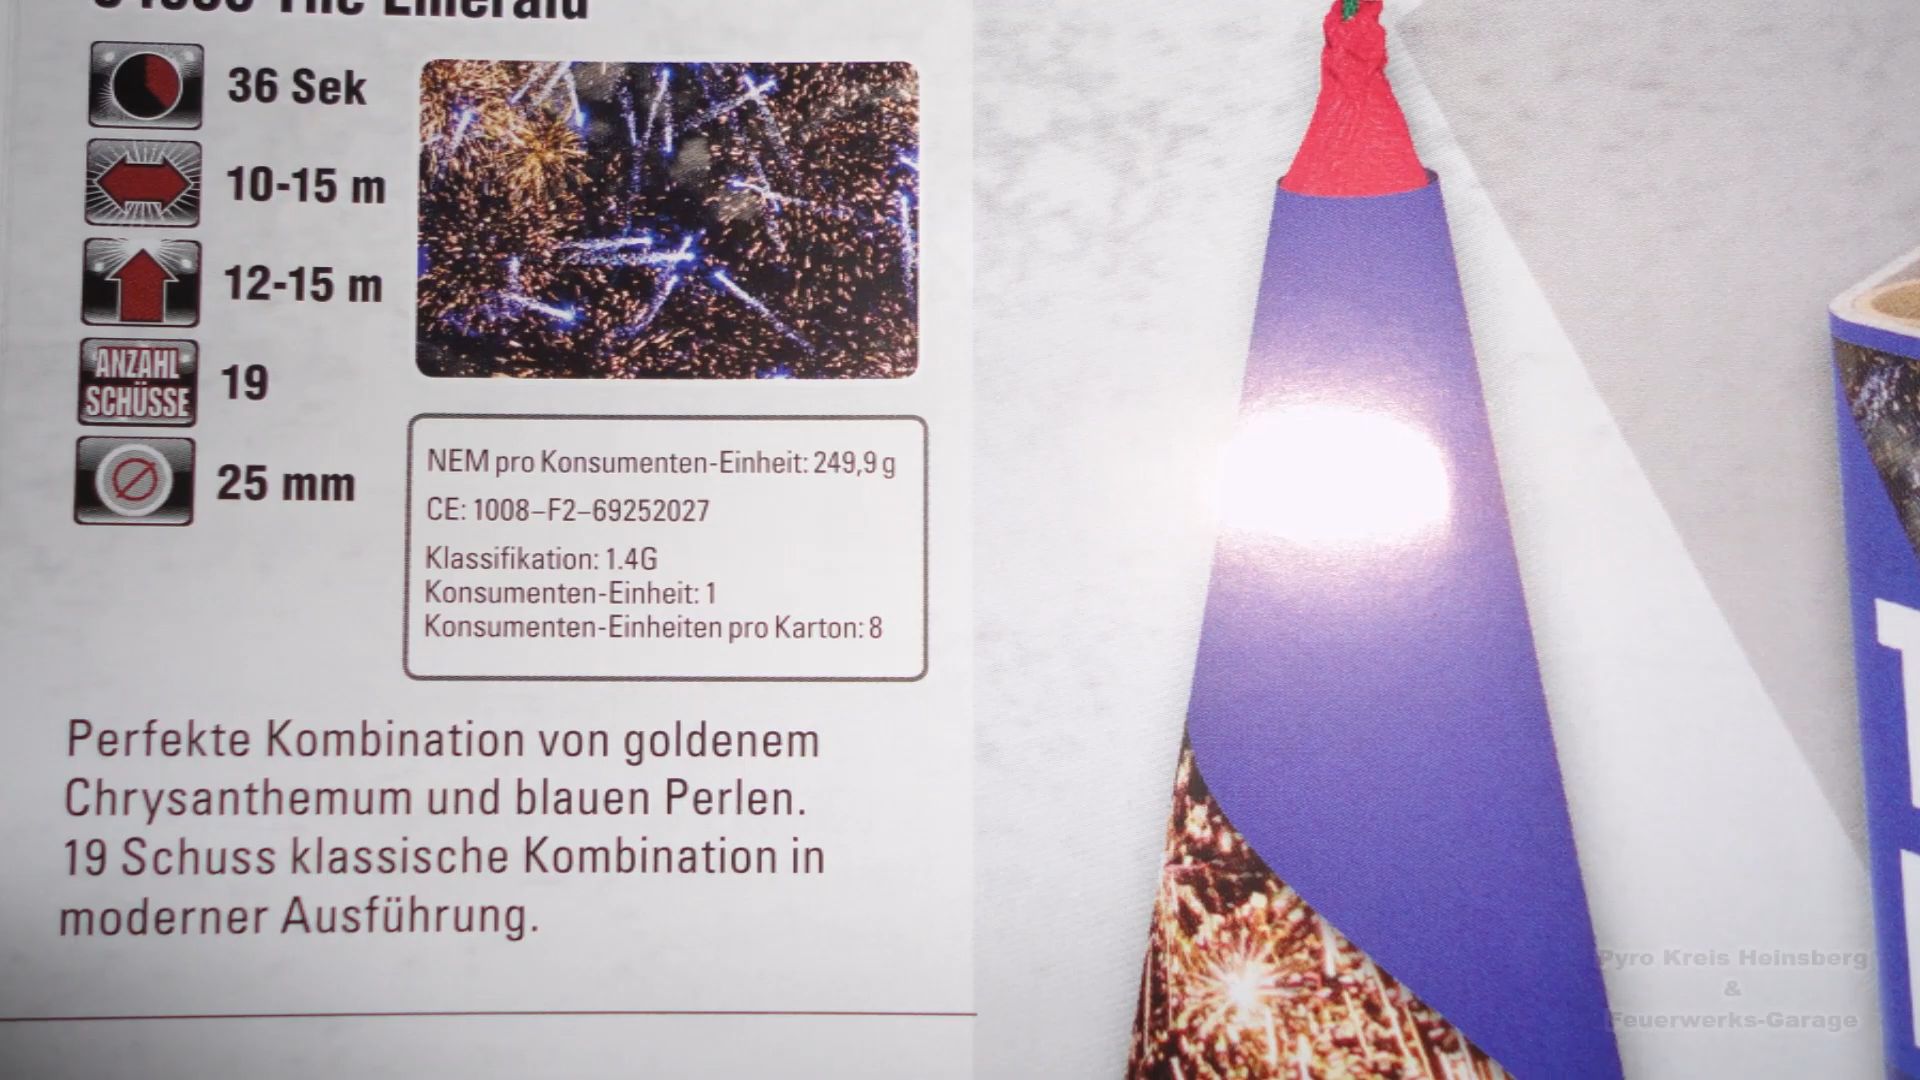 The Emerald
36 Sek
10-15 m
12-15 m
ANZAHL
SCHÜSSE
19
25 mm
NEM pro Konsumenten-Einheit: 249,9 g
CE: 1008-F2-69252027
Klassifikation: 1.4G
Konsumenten-Einheit: 1
Konsumenten-Einheiten pro Karton: 8
Perfekte Kombination von goldenem
Chrysanthemum und blauen Perlen.
19 Schuss klassische Kombination in
moderner Ausführung.
Pyro Kreis Heinsberg
&
Feuerwerks-Garage